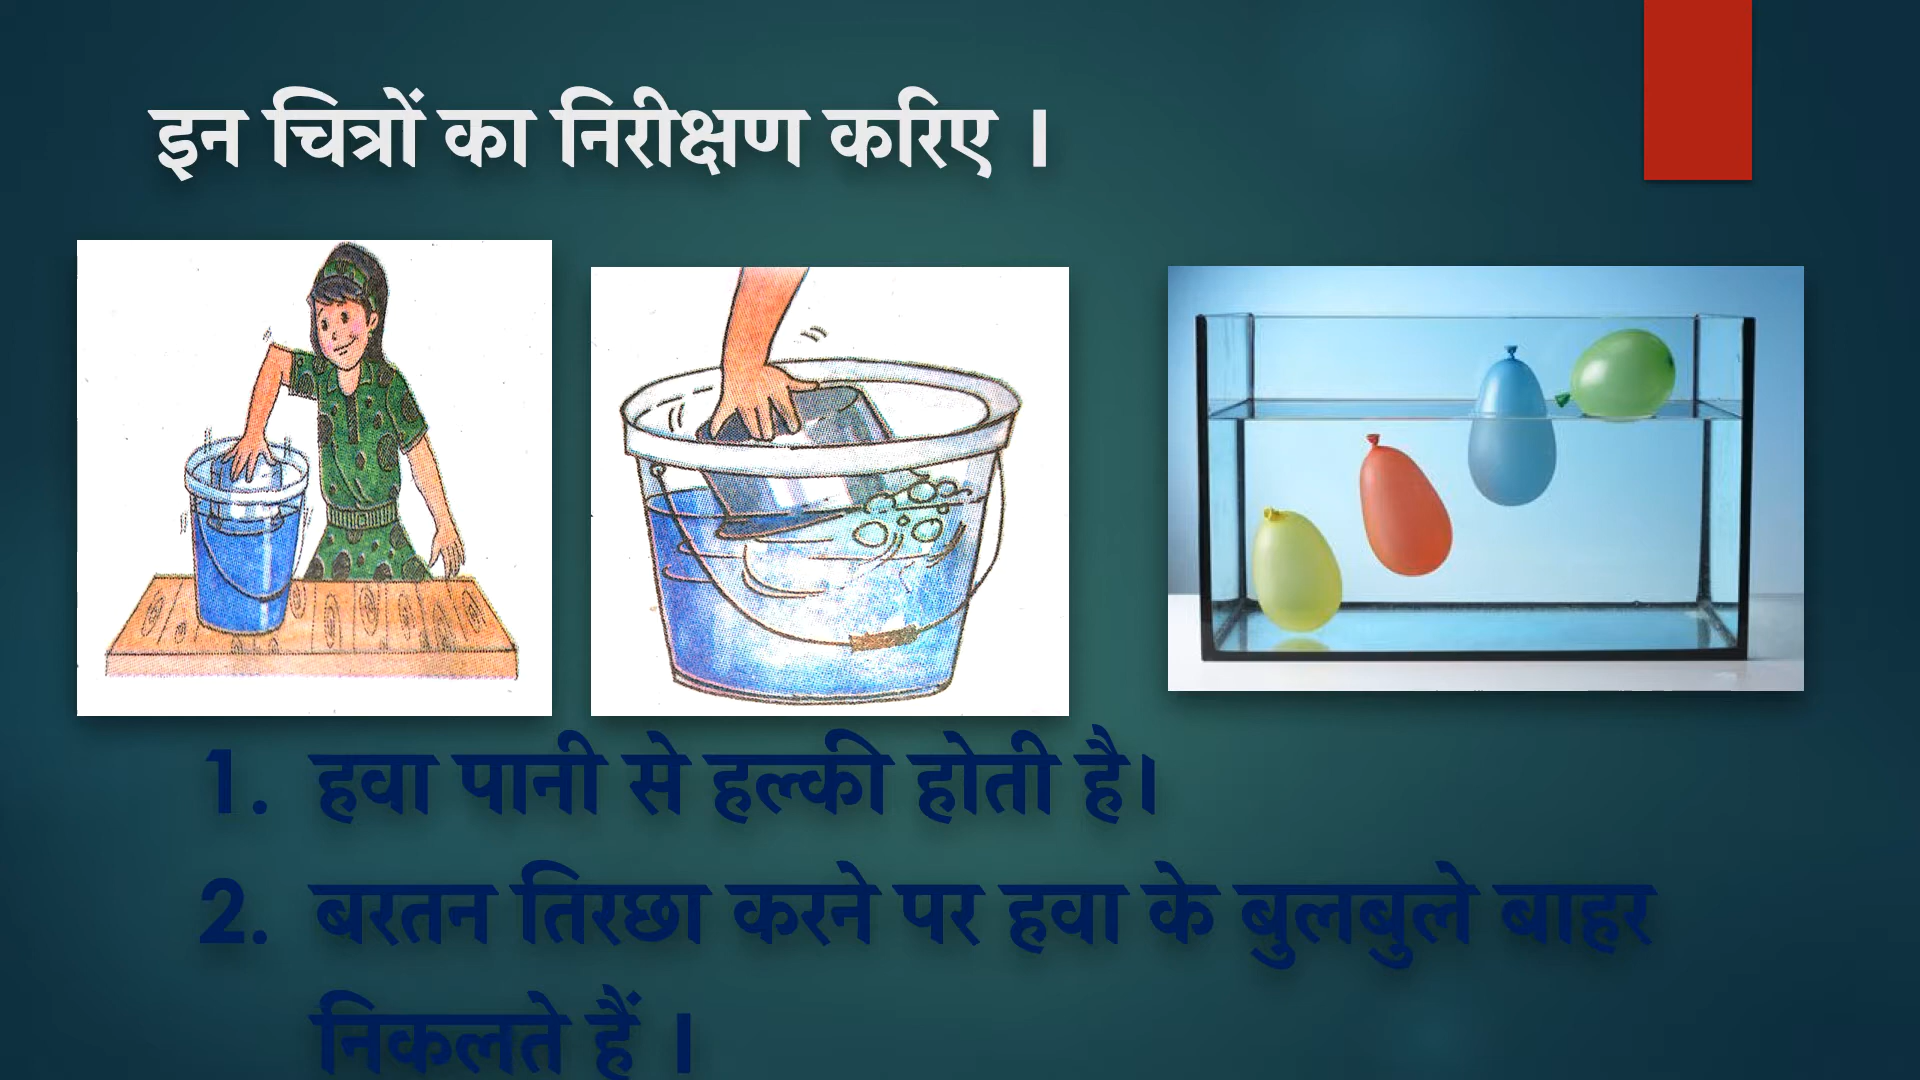 इन चित्रों का निरीक्षण करिए ।
1. हवा पानी से हल्की होती है।
2. बरतन तिरछा करने पर हवा के बुलबुले बाहर
निकलते हैं ।